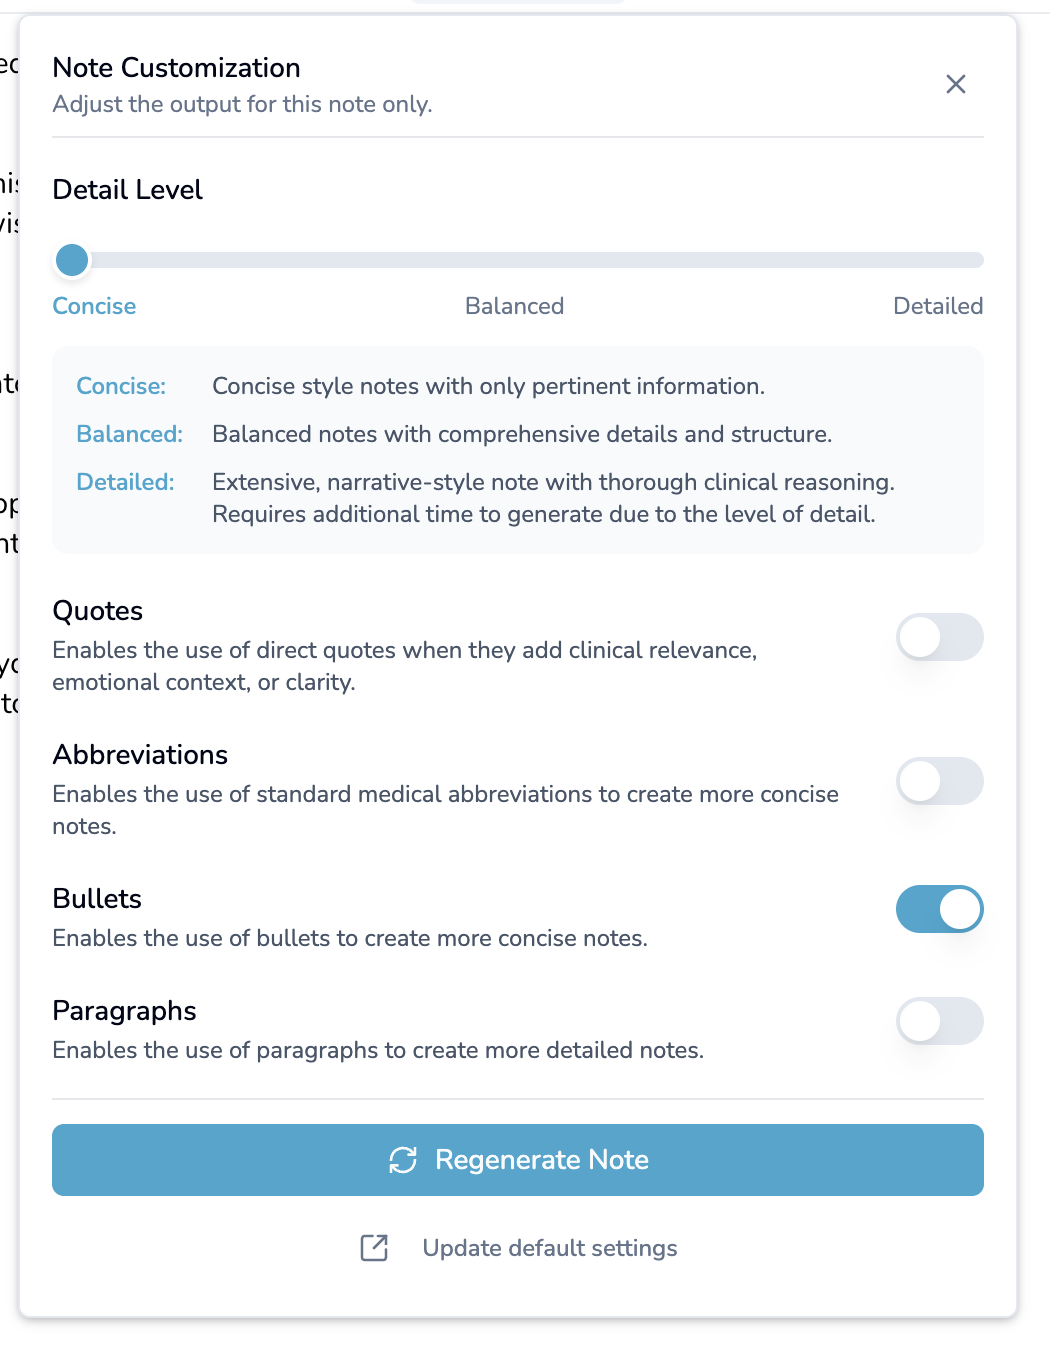 Note Customization
Adjust the output for this note only.
Detail Level
Concise Balanced Detailed
Concise: Concise style notes with only pertinent information.
Balanced: Balanced notes with comprehensive details and structure.
Detailed: Extensive, narrative-style note with thorough clinical reasoning.
Requires additional time to generate due to the level of detail.
Quotes
Enables the use of direct quotes when they add clinical relevance,
emotional context, or clarity.
Abbreviations
Enables the use of standard medical abbreviations to create more concise
notes.
Bullets
Enables the use of bullets to create more concise notes.
Paragraphs
Enables the use of paragraphs to create more detailed notes.
Regenerate Note
Update default settings